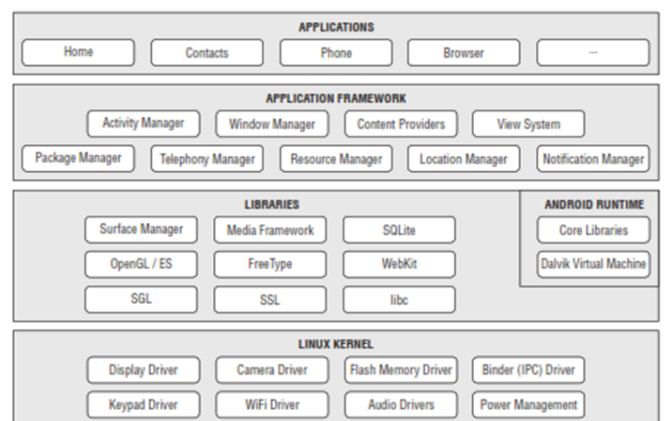 APPLICATIONS
Home Contacts Phone Browser ...
APPLICATION FRAMEWORK
Activity Manager Window Manager Content Providers View System
Package Manager Telephony Manager Resource Manager Location Manager Notification Manager
LIBRARIES ANDROID RUNTIME
Surface Manager Media Framework SQLite Core Libraries
OpenGL / ES FreeType WebKit Dalvik Virtual Machine
SGL SSL libc
LINUX KERNEL
Display Driver Camera Driver Flash Memory Driver Binder (IPC) Driver
Keypad Driver WiFi Driver Audio Drivers Power Management